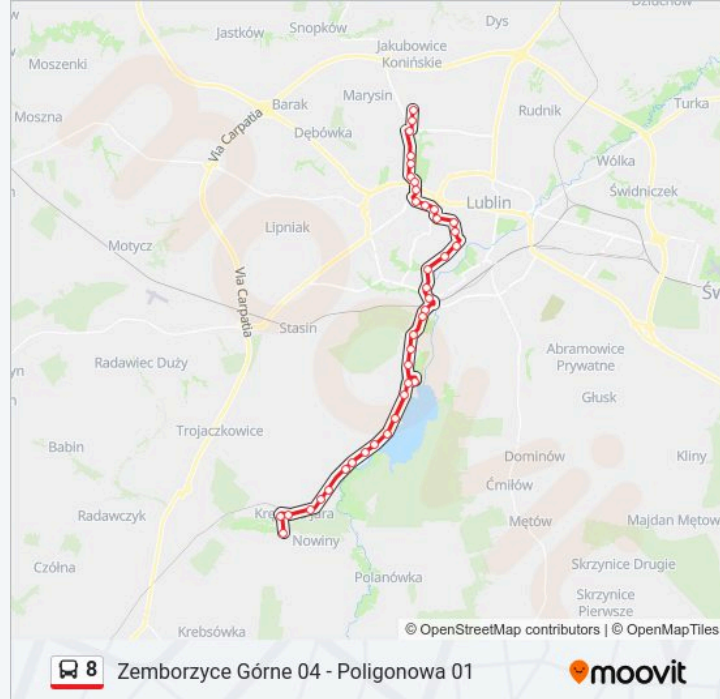 Dys
Snopków
Jastków
Jakubowice
Konińskie
Moszenki
Marysin
Barak
Turka
Rudnik
Moszna
Dębówka
Via Carpatia
Wólka
Świdniczek
Lublin
Lipniak
Motycz
Via Carpatia
Stasin
Abramowice
Prywatne
Radawiec Duży
Głusk
Trojaczkowice
Babin
Dominów
Kliny
Ćmiłów
Radawczyk
Mętów
Majdan Mętow
Nowiny
Skrzynice Drugie
Czółna
Polanówka
Skrzynice
Pierwsze
Krebsówka
© OpenStreetMap contributors | © OpenMapTiles
8 Zemborzyce Górne 04 - Poligonowa 01
moovit